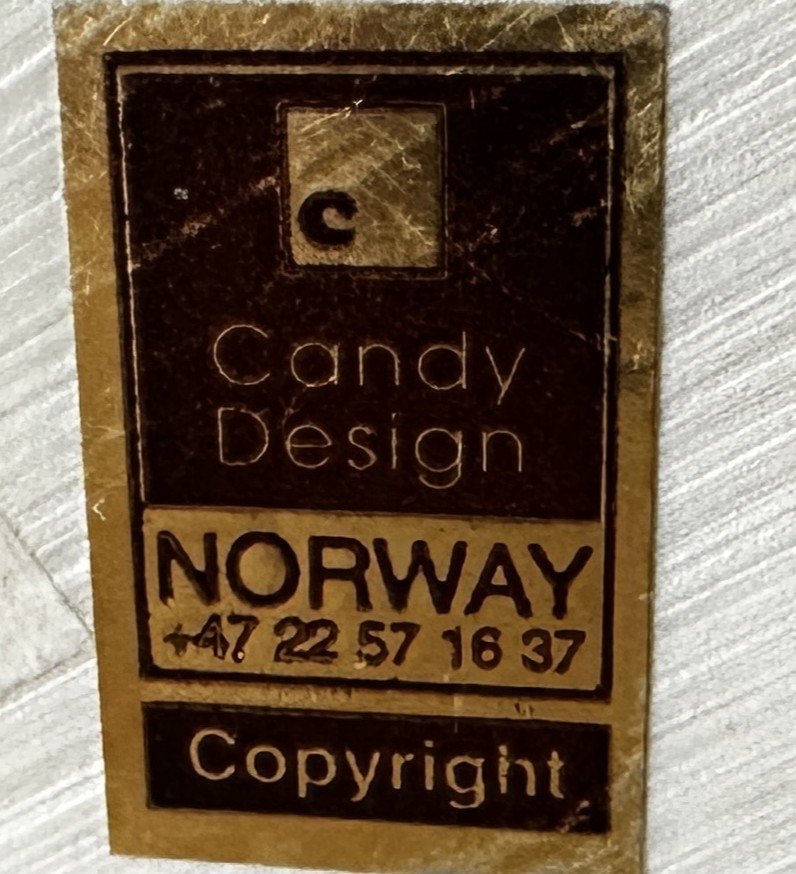 c
Candy
Design
NORWAY
+47 22 57 16 37
Copyright